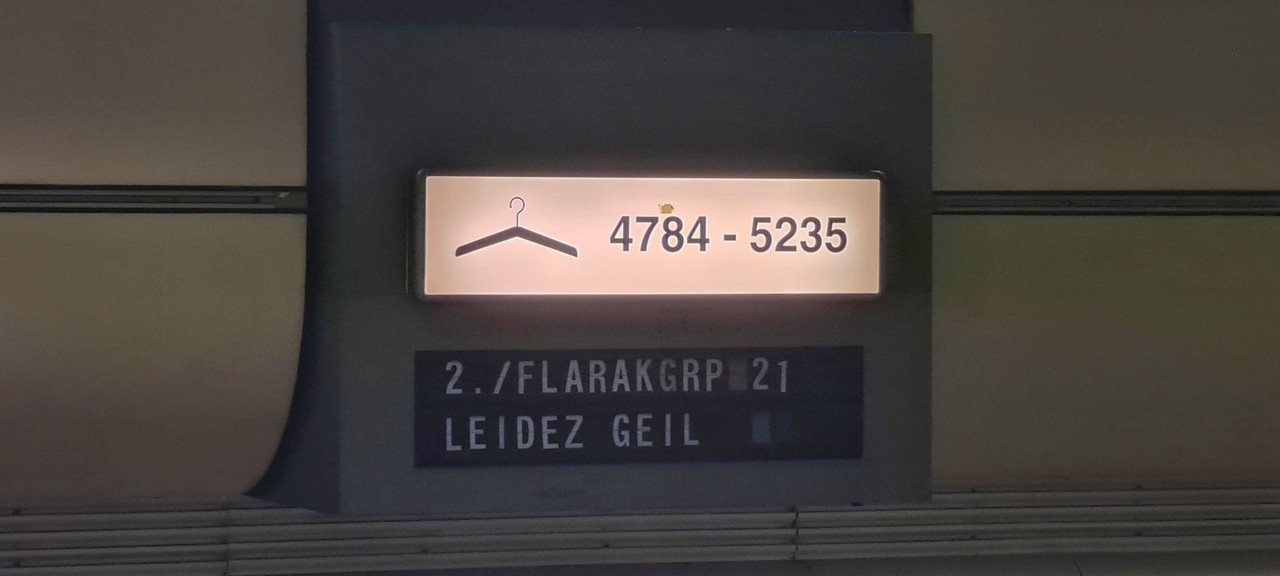 4784 - 5235
2./FLARAKGRP 21
LEIDEZ GEIL